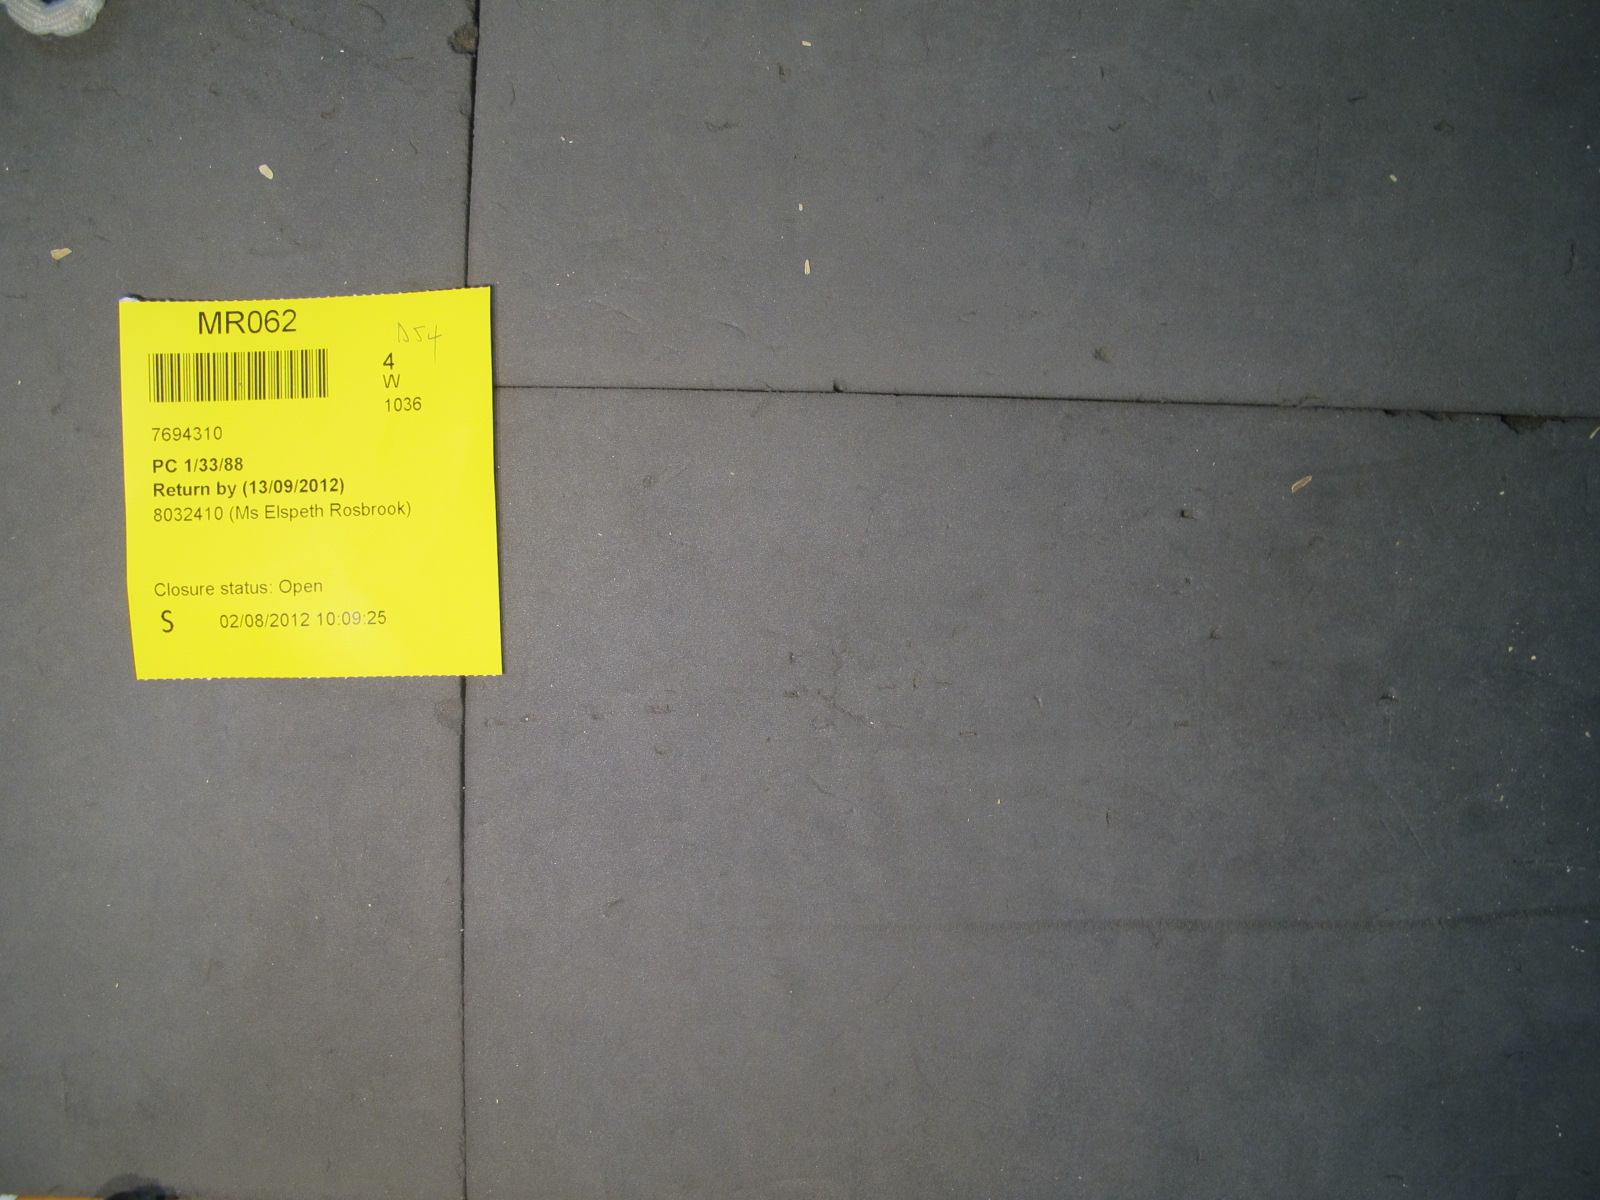 MR062
D54
4
W
1036
7694310
PC 1/33/88
Return by (13/09/2012)
8032410 (Ms Elspeth Rosbrook)
Closure status: Open
S 02/08/2012 10:09:25